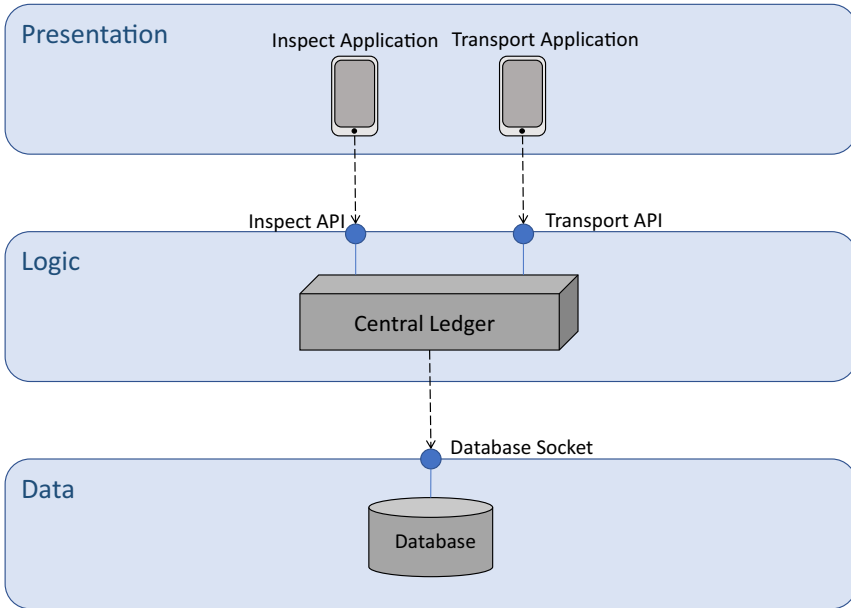 Presentation
Inspect Application
Transport Application
Inspect API
Transport API
Logic
Central Ledger
Database Socket
Data
Database